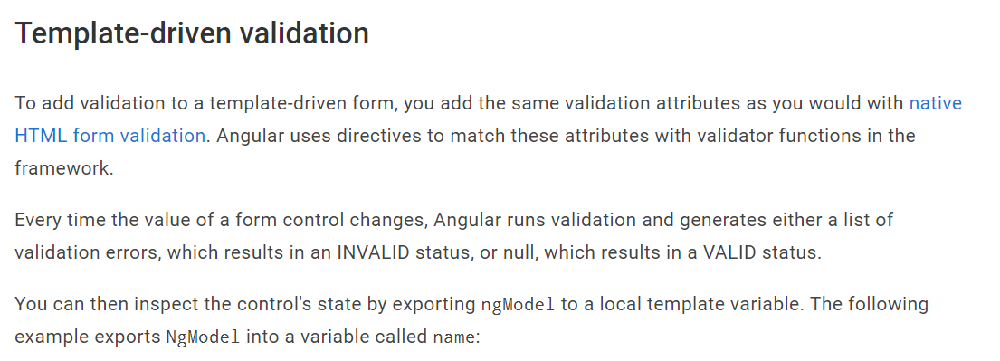 Template-driven validation
To add validation to a template-driven form, you add the same validation attributes as you would with native
HTML form validation. Angular uses directives to match these attributes with validator functions in the
framework.
Every time the value of a form control changes, Angular runs validation and generates either a list of
validation errors, which results in an INVALID status, or null, which results in a VALID status.
You can then inspect the control's state by exporting ngModel to a local template variable. The following
example exports NgModel into a variable called name: